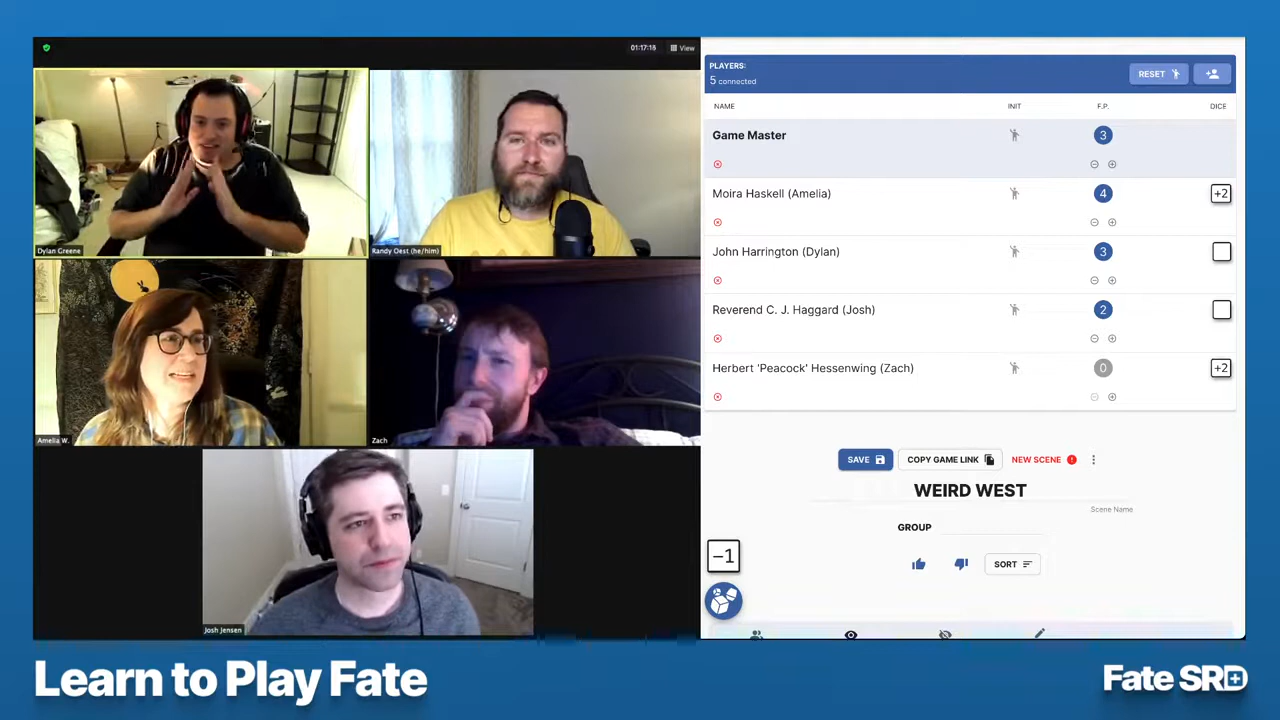 01:17:15 View
Dylan Greene
Randy Oest (he/him)
Amelia W.
Zach
Josh Jensen
PLAYERS:
5 connected
RESET
NAME INIT F.P. DICE
Game Master 3
Moira Haskell (Amelia) 4 +2
John Harrington (Dylan) 3
Reverend C. J. Haggard (Josh) 2
Herbert 'Peacock' Hessenwing (Zach) 0 +2
SAVE COPY GAME LINK NEW SCENE
WEIRD WEST
Scene Name
GROUP
−1
SORT
Learn to Play Fate
Fate SRD